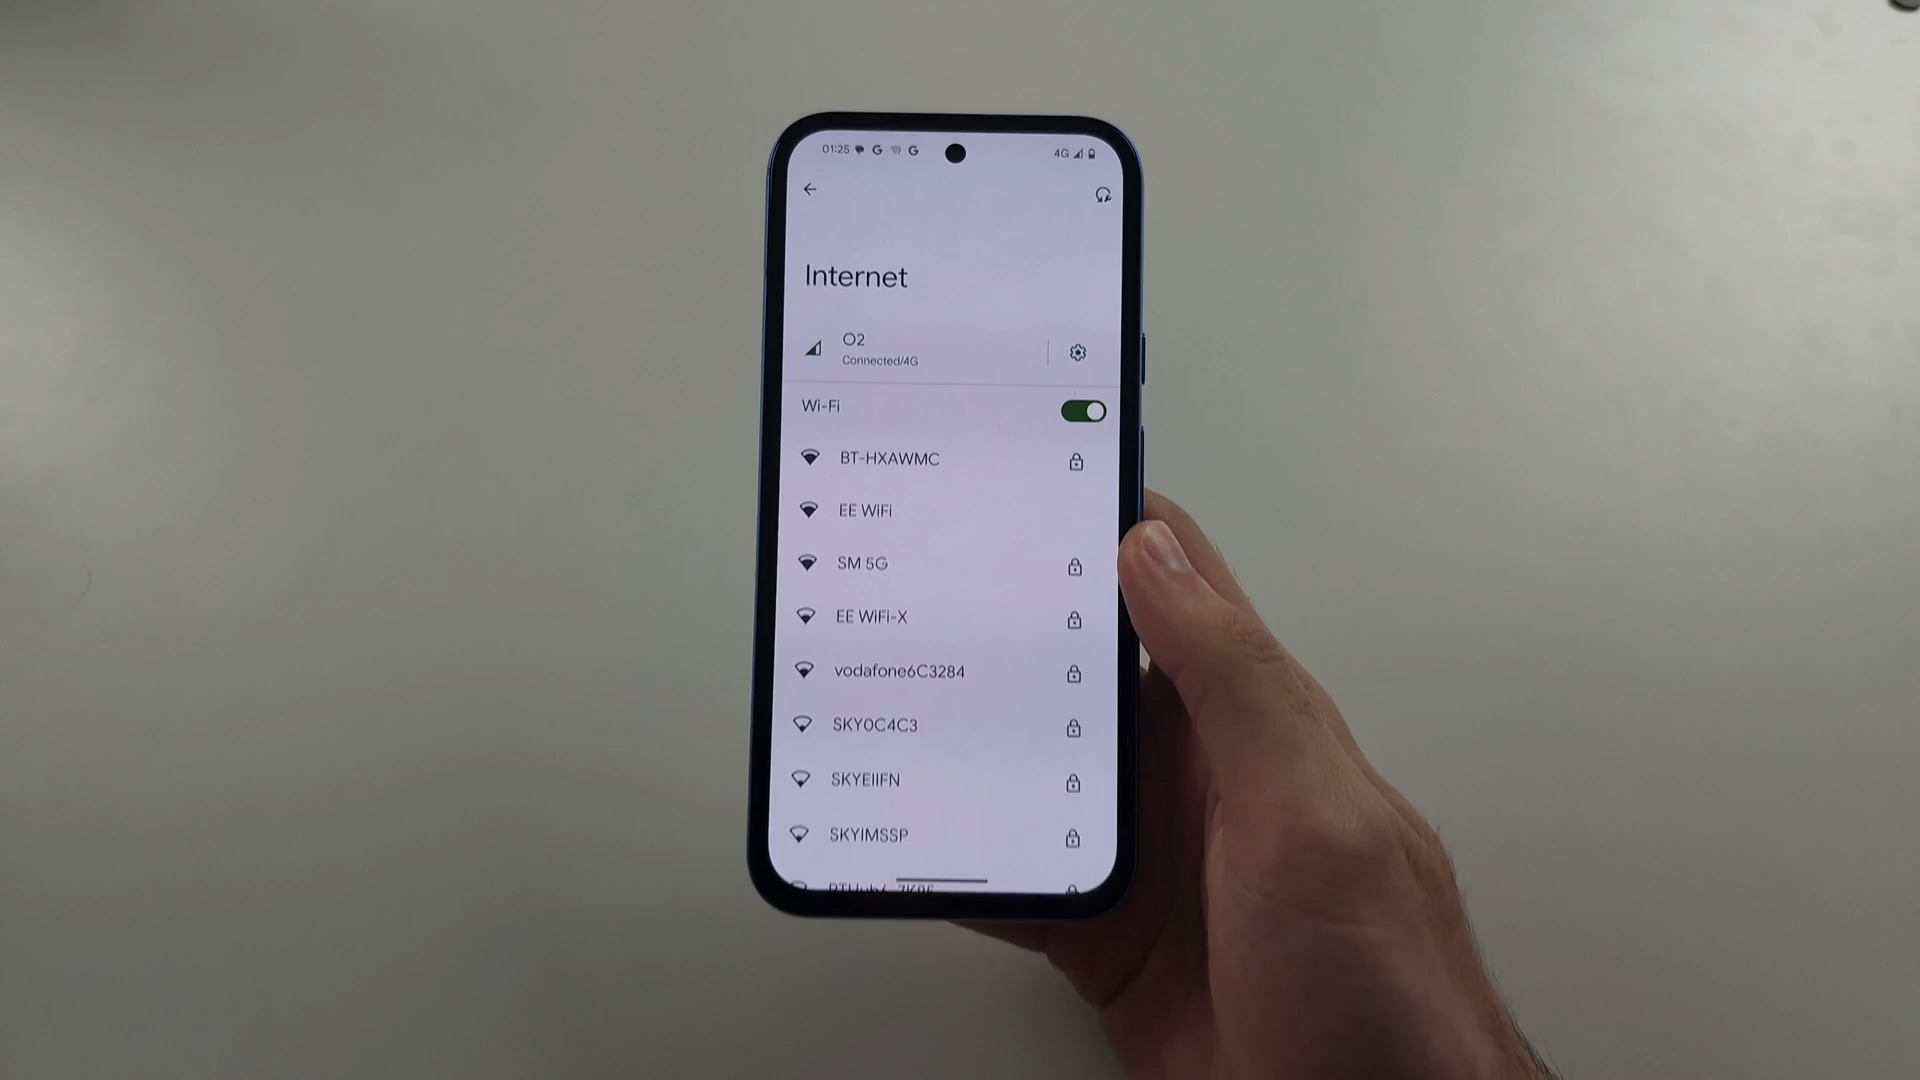 01:25 G G 4G
Internet
O2
Connected/4G
Wi-Fi
BT-HXAWMC
EE WiFi
SM 5G
EE WiFi-X
vodafone6C3284
SKY0C4C3
SKYEIIFN
SKYIMSSP